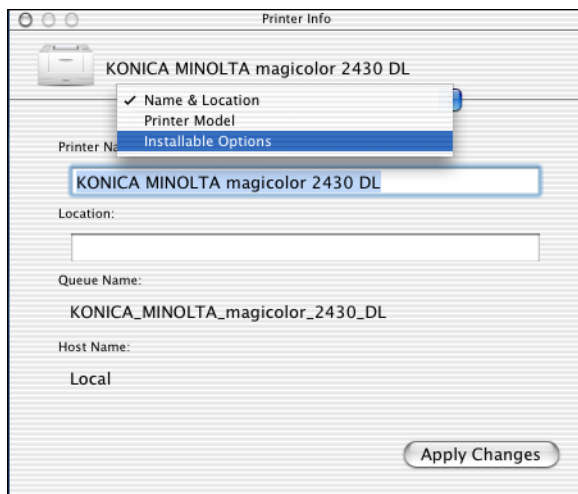 Printer Info
KONICA MINOLTA magicolor 2430 DL
✓ Name & Location
Printer Model
Installable Options
Printer Na
KONICA MINOLTA magicolor 2430 DL
Location:
Queue Name:
KONICA_MINOLTA_magicolor_2430_DL
Host Name:
Local
Apply Changes